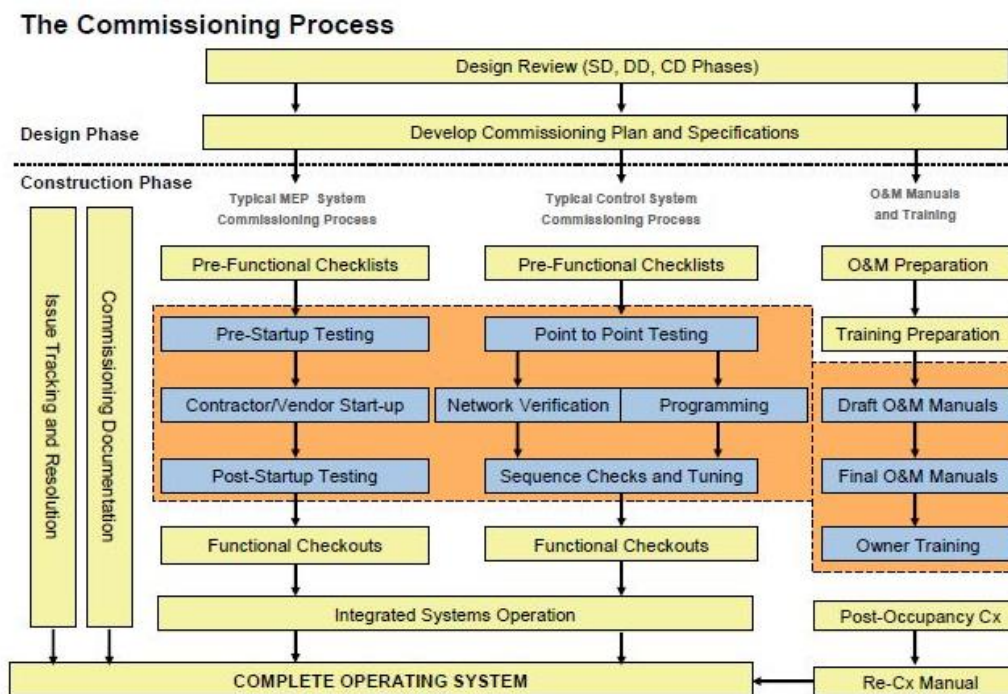 The Commissioning Process
Design Review (SD, DD, CD Phases)
Design Phase
Develop Commissioning Plan and Specifications
Construction Phase
Typical MEP System
Commissioning Process
Typical Control System
Commissioning Process
O&M Manuals
and Training
Issue Tracking and Resolution
Commissioning Documentation
Pre-Functional Checklists
Pre-Functional Checklists
O&M Preparation
Pre-Startup Testing
Point to Point Testing
Training Preparation
Contractor/Vendor Start-up
Network Verification
Programming
Draft O&M Manuals
Post-Startup Testing
Sequence Checks and Tuning
Final O&M Manuals
Functional Checkouts
Functional Checkouts
Owner Training
Integrated Systems Operation
Post-Occupancy Cx
COMPLETE OPERATING SYSTEM
Re-Cx Manual